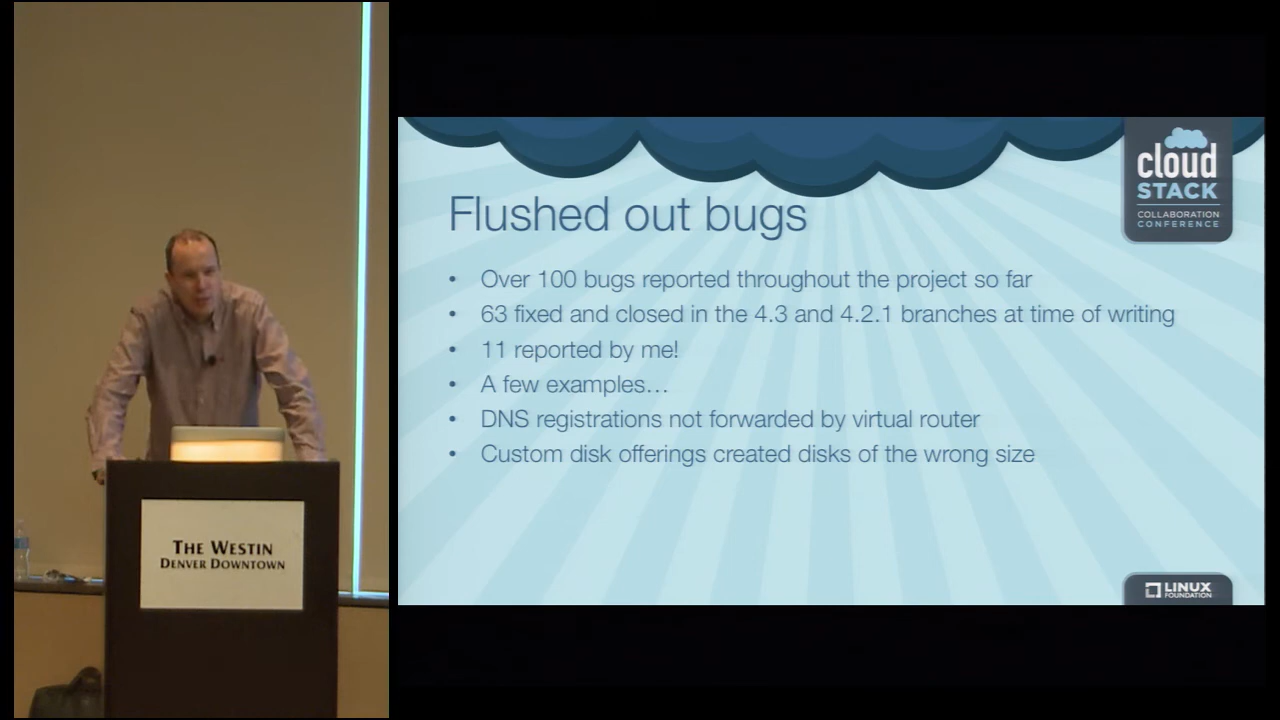 THE WESTIN
DENVER DOWNTOWN
cloud
STACK
COLLABORATION
CONFERENCE
Flushed out bugs
• Over 100 bugs reported throughout the project so far
• 63 fixed and closed in the 4.3 and 4.2.1 branches at time of writing
• 11 reported by me!
• A few examples…
• DNS registrations not forwarded by virtual router
• Custom disk offerings created disks of the wrong size
LINUX
FOUNDATION